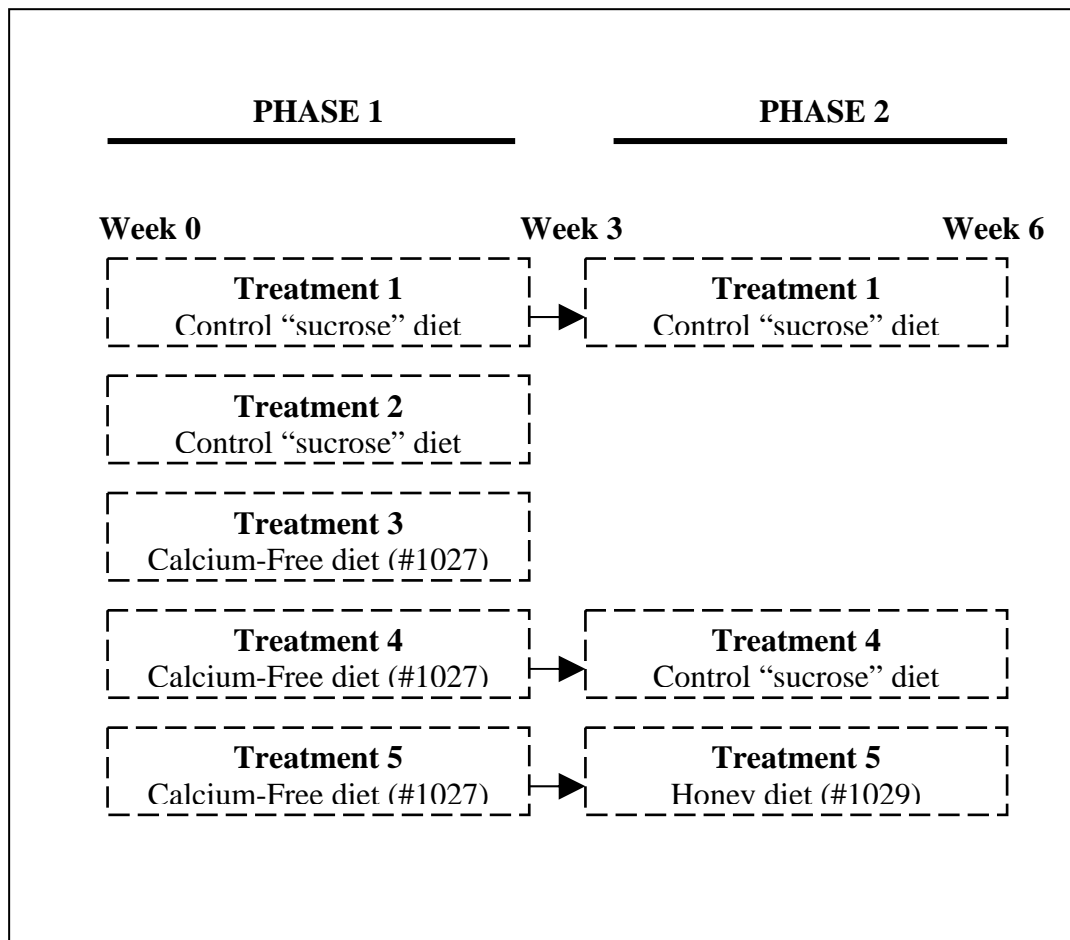 PHASE 1 PHASE 2
Week 0 Week 3 Week 6
Treatment 1 Treatment 1
Control “sucrose” diet Control “sucrose” diet
Treatment 2
Control “sucrose” diet
Treatment 3
Calcium-Free diet (#1027)
Treatment 4 Treatment 4
Calcium-Free diet (#1027) Control “sucrose” diet
Treatment 5 Treatment 5
Calcium-Free diet (#1027) Honey diet (#1029)